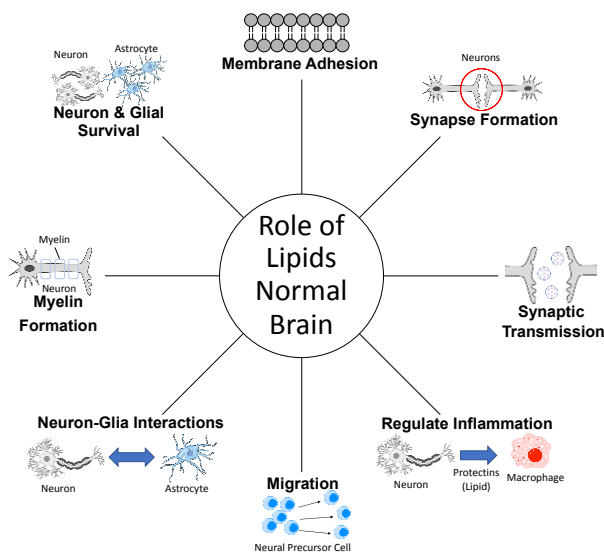 Membrane Adhesion
Neuron
Astrocyte
Neuron & Glial
Survival
Neurons
Synapse Formation
Role of
Lipids
Normal
Brain
Myelin
Neuron
Myelin
Formation
Synaptic
Transmission
Neuron-Glia Interactions
Neuron
Astrocyte
Regulate Inflammation
Neuron
Protectins
(Lipid)
Macrophage
Migration
Neural Precursor Cell